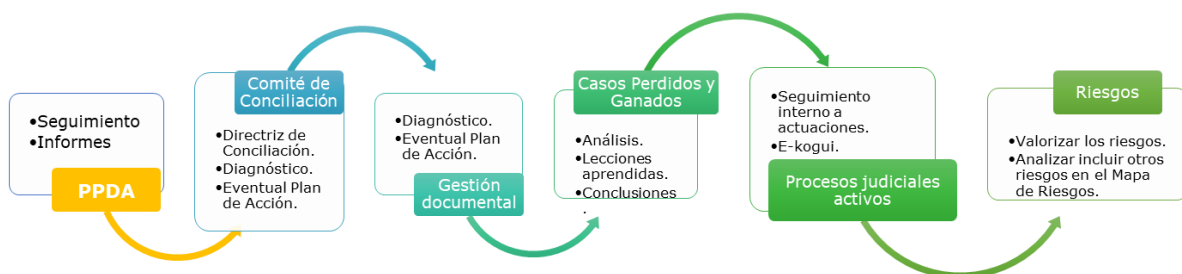 •Seguimiento
•Informes
PPDA
Comité de
Conciliación
•Directriz de
Conciliación.
•Diagnóstico.
•Eventual Plan
de Acción.
•Diagnóstico.
•Eventual Plan
de Acción.
Gestión
documental
Casos Perdidos y
Ganados
•Análisis.
•Lecciones
aprendidas.
•Conclusiones
.
•Seguimiento
interno a
actuaciones.
•E-kogui.
Procesos judiciales
activos
Riesgos
•Valorizar los riesgos.
•Analizar incluir otros
riesgos en el Mapa
de Riesgos.